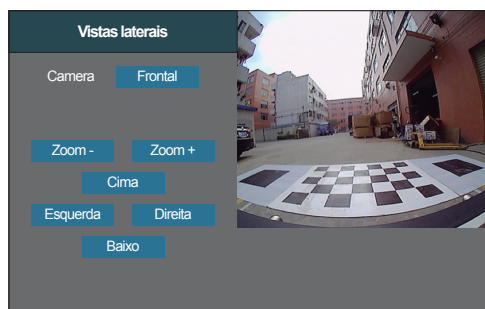 Vistas laterais
Camera Frontal
Zoom - Zoom +
Cima
Esquerda Direita
Baixo